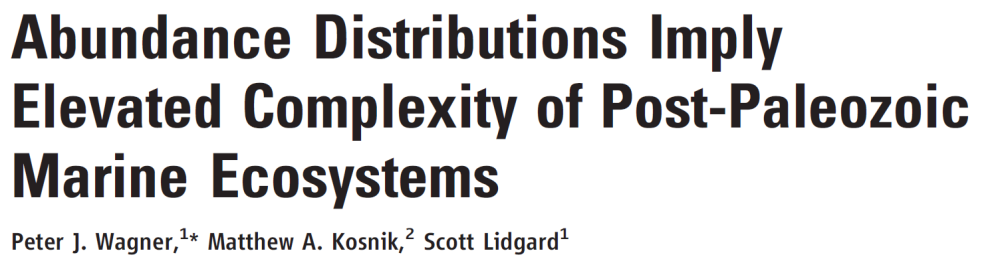 Abundance Distributions Imply
Elevated Complexity of Post-Paleozoic
Marine Ecosystems
Peter J. Wagner,¹* Matthew A. Kosnik,² Scott Lidgard¹